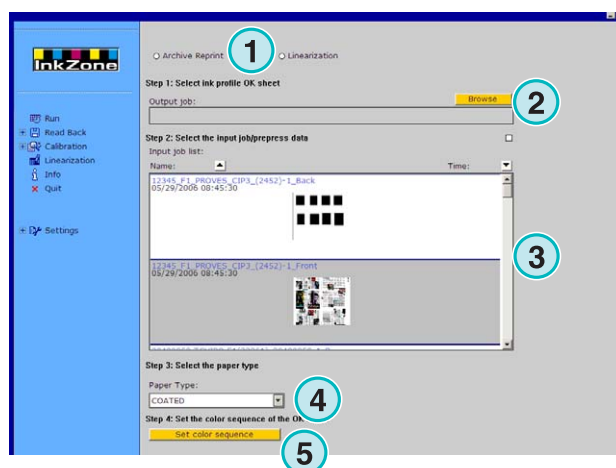 InkZone
Archive Reprint
1
Linearization
Step 1: Select ink profile OK sheet
Output job:
Browse
2
Run
Read Back
Calibration
Linearization
Info
Quit
Settings
Step 2: Select the input job/prepress data
Input job list:
Name:
Time:
12345_F1_PROVES_CIP3_(2452)-1_Back
05/29/2006 08:45:30
12345_F1_PROVES_CIP3_(2452)-1_Front
05/29/2006 08:45:30
3
Step 3: Select the paper type
Paper Type:
COATED
4
Step 4: Set the color sequence of the OK
Set color sequence
5